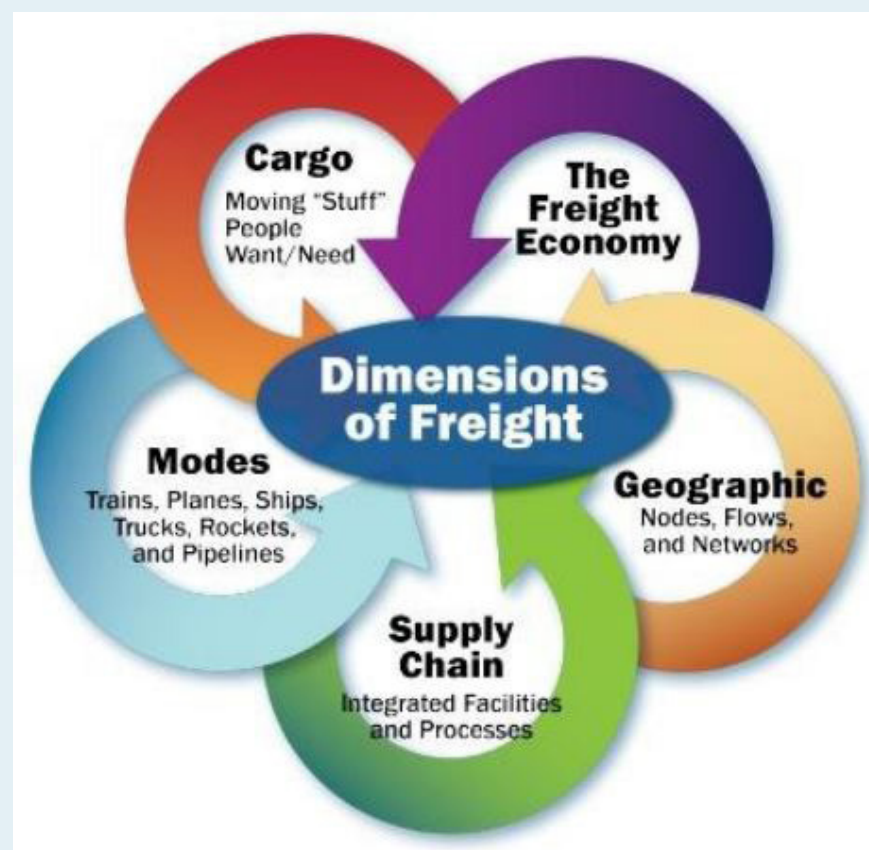 Cargo
Moving "Stuff"
People
Want/Need
The
Freight
Economy
Dimensions
of Freight
Modes
Trains, Planes, Ships,
Trucks, Rockets,
and Pipelines
Geographic
Nodes, Flows,
and Networks
Supply
Chain
Integrated Facilities
and Processes